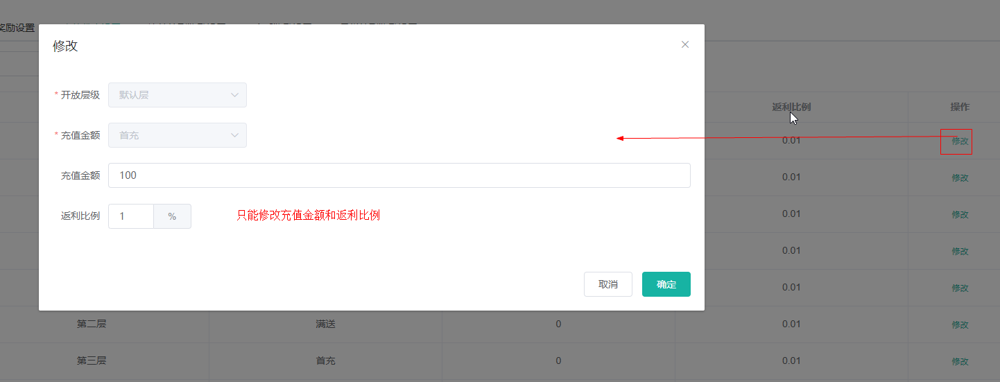 奖励设置
修改
* 开放层级 默认层
* 充值金额 首充
充值金额 100
返利比例 1 % 只能修改充值金额和返利比例
取消 确定
返利比例 操作
0.01 修改
0.01 修改
0.01 修改
0.01 修改
0.01 修改
第二层 满送 0 0.01 修改
第三层 首充 0 0.01 修改